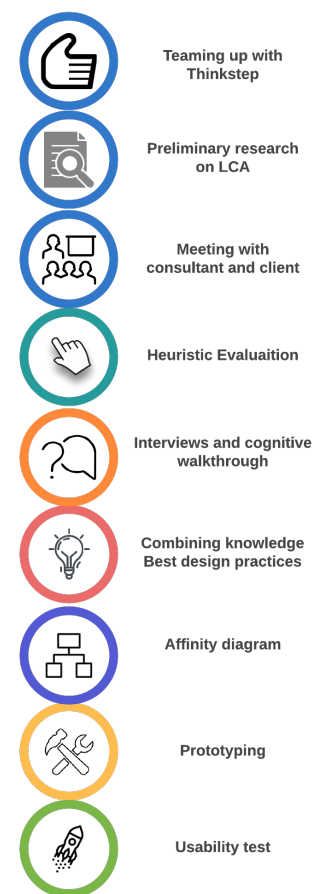 Teaming up with
Thinkstep
Preliminary research
on LCA
Meeting with
consultant and client
Heuristic Evaluaition
Interviews and cognitive
walkthrough
Combining knowledge
Best design practices
Affinity diagram
Prototyping
Usability test